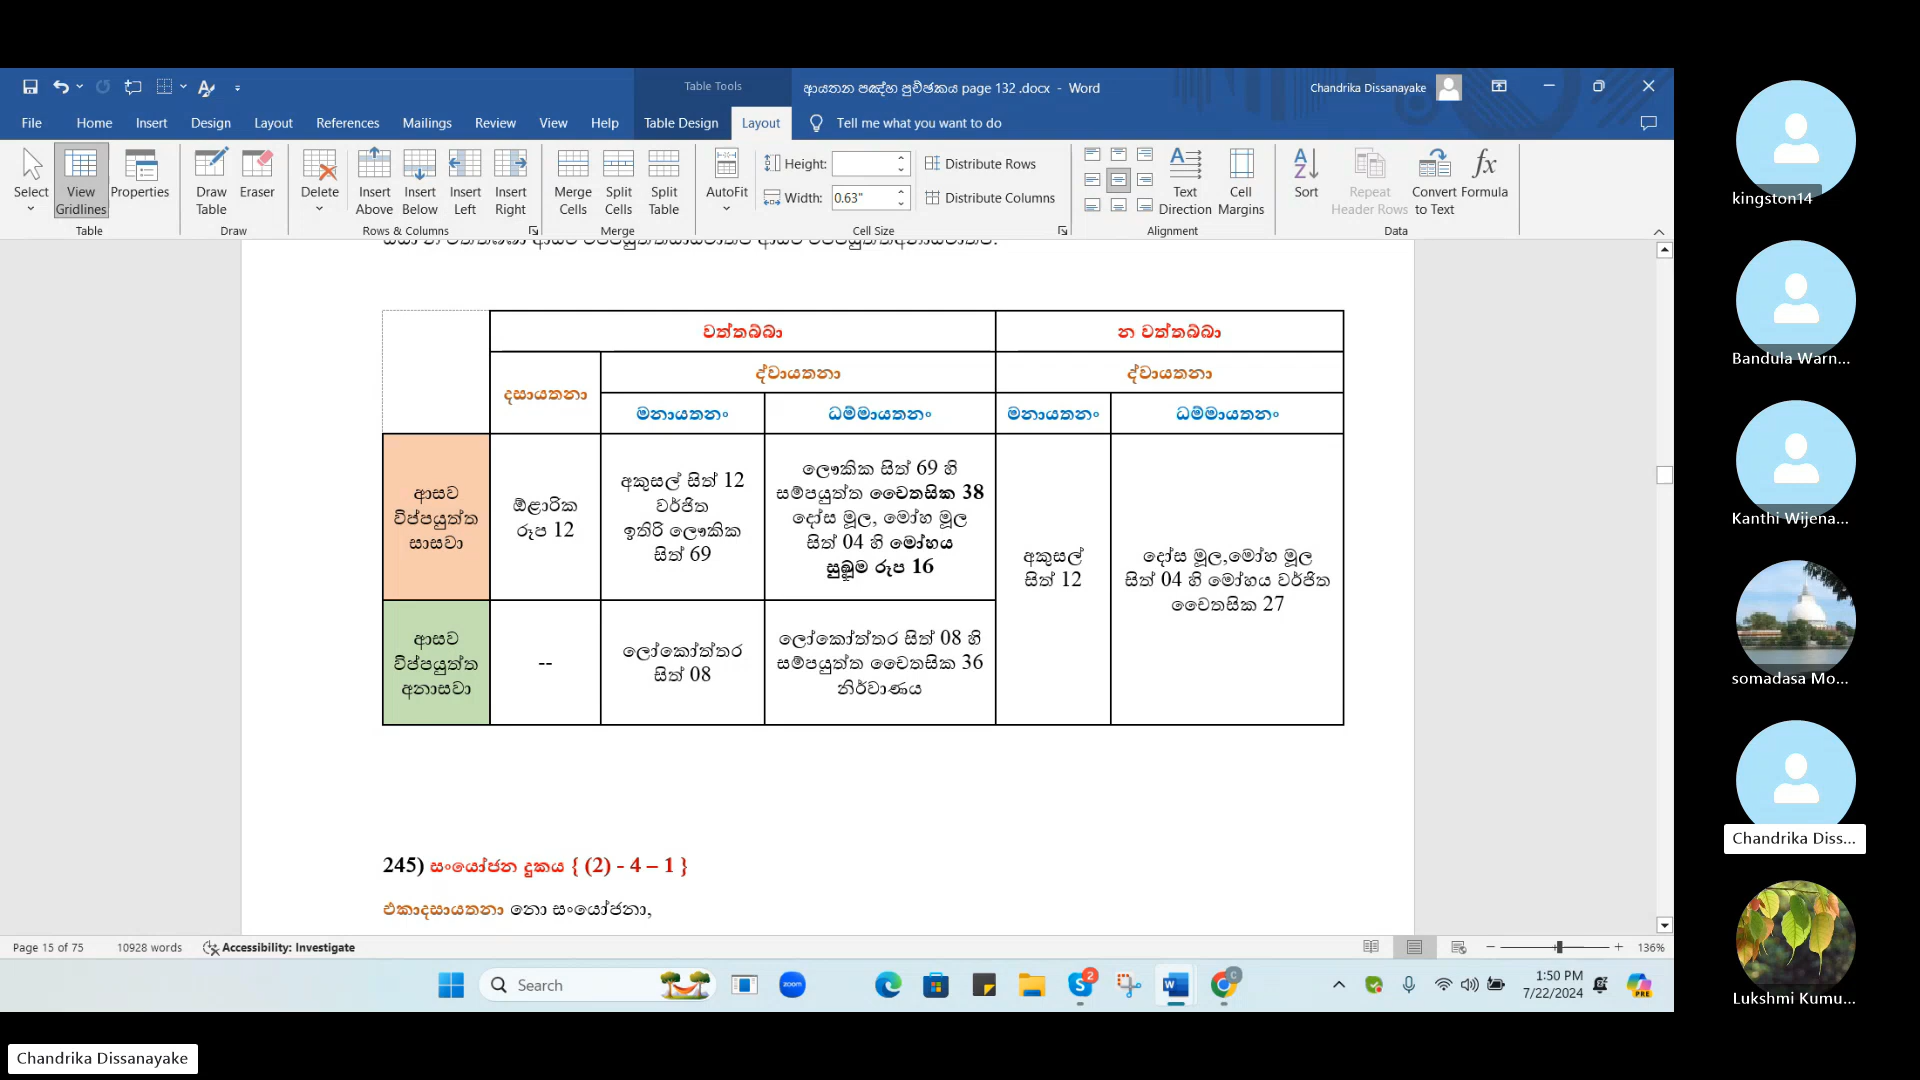 Table Tools
ආයතන පඤ්හ පුච්ඡකය page 132 .docx - Word
Chandrika Dissanayake
File Home Insert Design Layout References Mailings Review View Help Table Design Layout Tell me what you want to do
Select
View Gridlines
Properties
Table
Draw Table
Eraser
Draw
Delete
Insert Above
Insert Below
Insert Left
Insert Right
Rows & Columns
Merge Cells
Split Cells
Split Table
Merge
AutoFit
Height:
Width: 0.63"
Distribute Rows
Distribute Columns
Cell Size
Text Direction
Cell Margins
Alignment
Sort
Repeat Header Rows
Convert to Text
Formula
Data
වත්තබ්බා
න වත්තබ්බා
දසායතනා
ද්වායතනා
ද්වායතනා
මනායතනං
ධම්මායතනං
මනායතනං
ධම්මායතනං
ආසව
විප්පයුත්ත
සාසවා
ඕළාරික
රූප 12
අකුසල් සිත් 12
වර්ජිත
ඉතිරි ලෞකික
සිත් 69
ලෞකික සිත් 69 හි
සම්පයුත්ත චෛතසික 38
දෝස මූල, මෝහ මූල
සිත් 04 හි මෝහය
සුඛුම රූප 16
අකුසල්
සිත් 12
දෝස මූල,මෝහ මූල
සිත් 04 හි මෝහය වර්ජිත
චෛතසික 27
ආසව
විප්පයුත්ත
අනාසවා
--
ලෝකෝත්තර
සිත් 08
ලෝකෝත්තර සිත් 08 හි
සම්පයුත්ත චෛතසික 36
නිර්වාණය
245) සංයෝජන දුකය { (2) - 4 – 1 }
ඒකාදසායතනා නො සංයෝජනා,
Page 15 of 75 10928 words Accessibility: Investigate 136%
Search
zoom
2
C
1:50 PM
7/22/2024
PRE
kingston14
Bandula Warn...
Kanthi Wijena...
somadasa Mo...
Chandrika Diss...
Lukshmi Kumu...
Chandrika Dissanayake